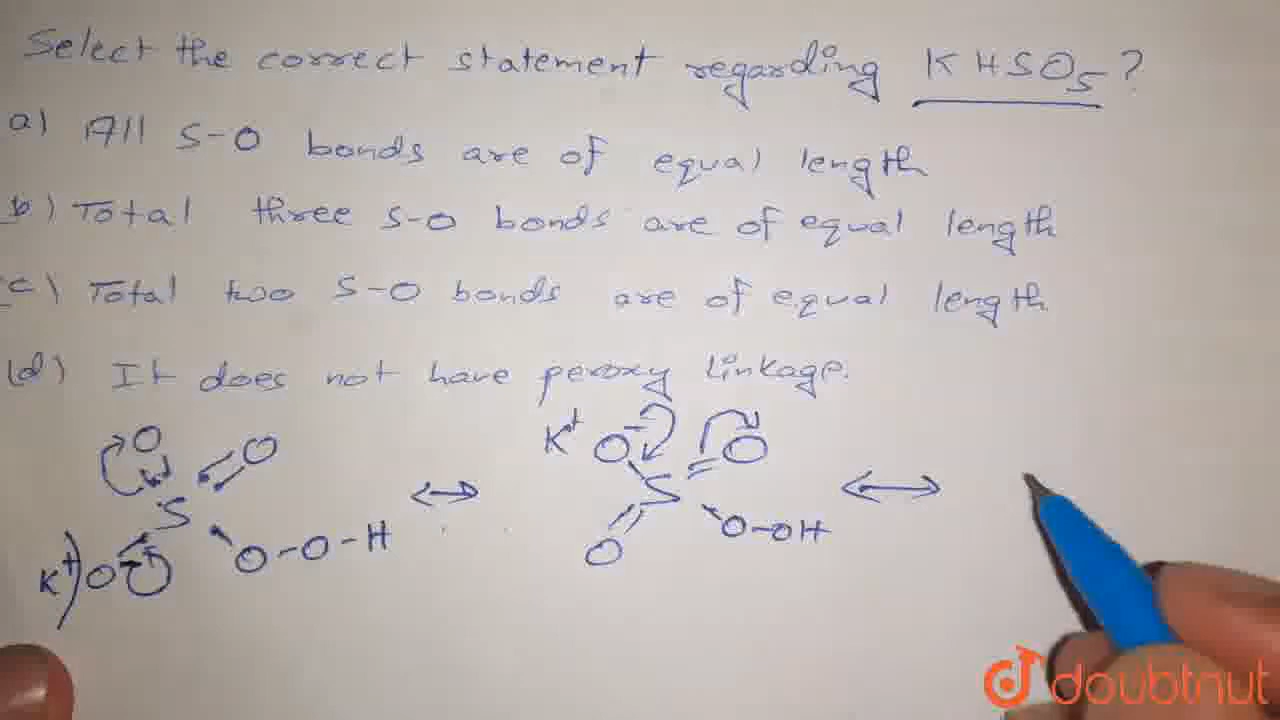 Select the correct statement regarding KHSO5?
a) All S-O bonds are of equal length
b) Total three S-O bonds are of equal length
(c) Total two S-O bonds are of equal length
(d) It does not have peroxy linkage.
O O K+ O- O
S ↔ S ↔
K+) O- O-O-H O O-OH
doubtnut